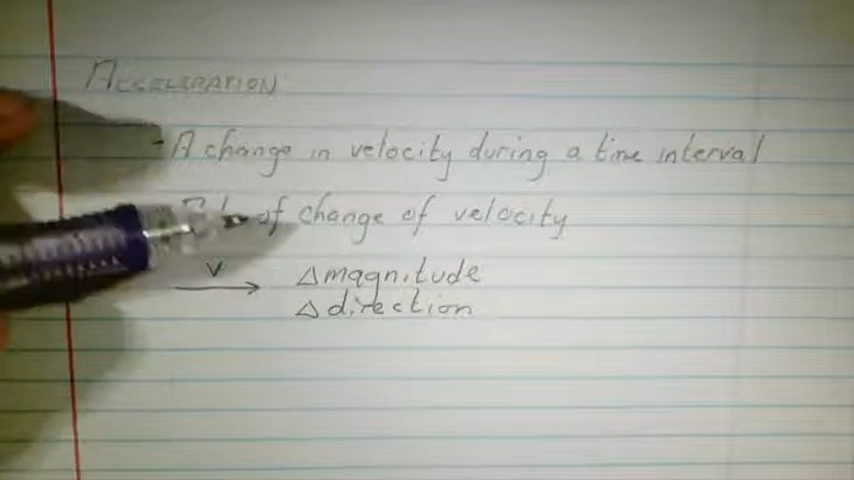 ACCELERATION
- A change in velocity during a time interval
of change of velocity
V
Δmagnitude
Δdirection